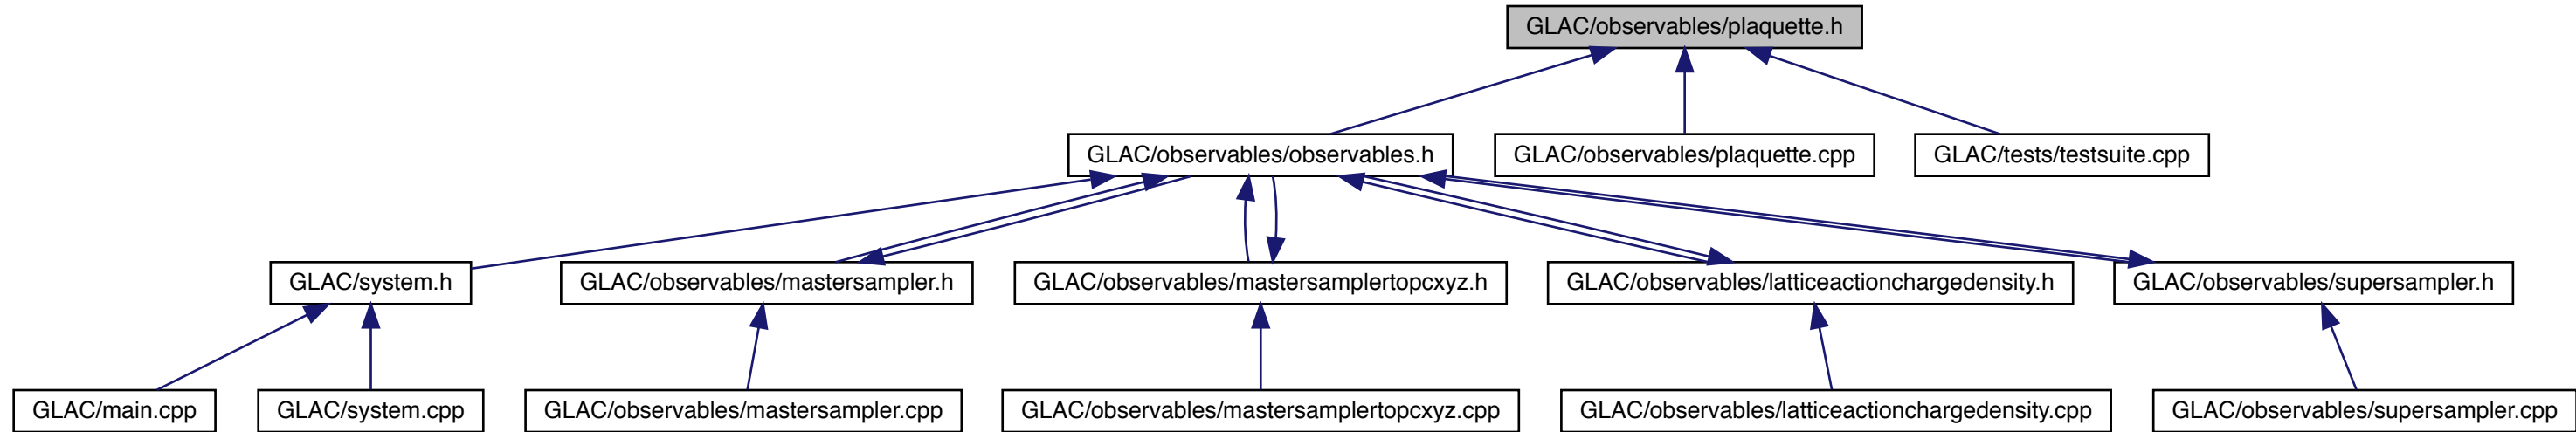 GLAC/observables/plaquette.h
GLAC/observables/observables.h
GLAC/observables/plaquette.cpp
GLAC/tests/testsuite.cpp
GLAC/system.h
GLAC/observables/mastersampler.h
GLAC/observables/mastersamplertopcxyz.h
GLAC/observables/latticeactionchargedensity.h
GLAC/observables/supersampler.h
GLAC/main.cpp
GLAC/system.cpp
GLAC/observables/mastersampler.cpp
GLAC/observables/mastersamplertopcxyz.cpp
GLAC/observables/latticeactionchargedensity.cpp
GLAC/observables/supersampler.cpp